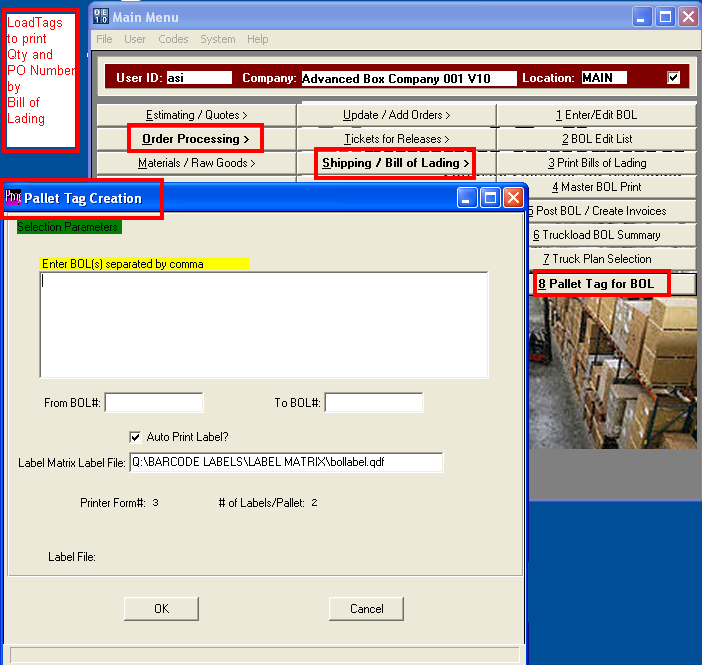 LoadTags
to print
Qty and
PO Number
by
Bill of
Lading
Main Menu
File User Codes System Help
User ID: asi Company: Advanced Box Company 001 V10 Location: MAIN
Estimating / Quotes > Update / Add Orders > 1 Enter/Edit BOL
Order Processing > Tickets for Releases > 2 BOL Edit List
Materials / Raw Goods > Shipping / Bill of Lading > 3 Print Bills of Lading
4 Master BOL Print
5 Post BOL / Create Invoices
6 Truckload BOL Summary
7 Truck Plan Selection
8 Pallet Tag for BOL
Pallet Tag Creation
Selection Parameters
Enter BOL(s) separated by comma
From BOL#: To BOL#:
Auto Print Label?
Label Matrix Label File: Q:\BARCODE LABELS\LABEL MATRIX\bollabel.qdf
Printer Form#: 3 # of Labels/Pallet: 2
Label File:
OK Cancel